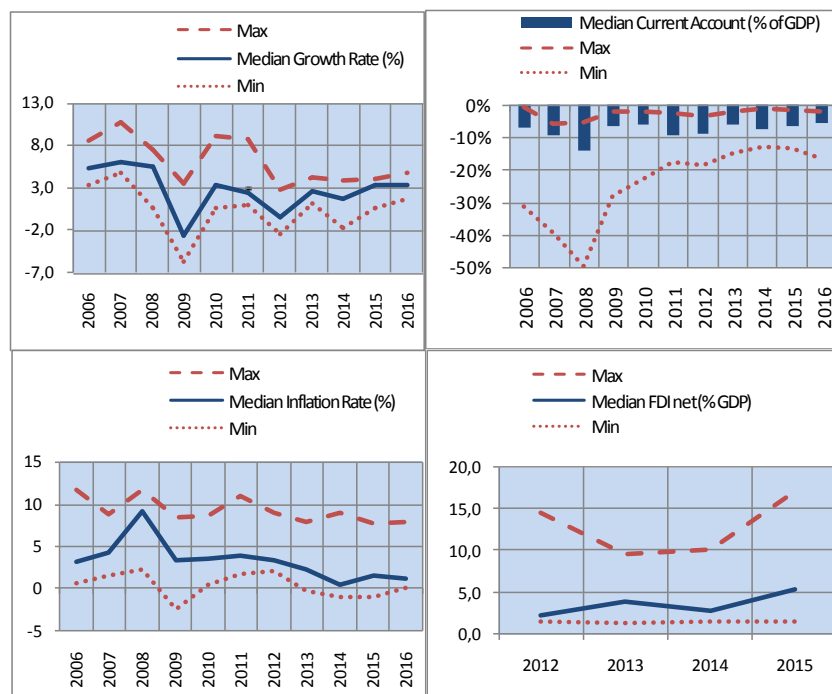 Max
Median Growth Rate (%)
Min
13,0
8,0
3,0
-2,0
-7,0
2006 2007 2008 2009 2010 2011 2012 2013 2014 2015 2016
Median Current Account (% of GDP)
Max
Min
0%
-10%
-20%
-30%
-40%
-50%
2006 2007 2008 2009 2010 2011 2012 2013 2014 2015 2016
Max
Median Inflation Rate (%)
Min
15
10
5
0
-5
2006 2007 2008 2009 2010 2011 2012 2013 2014 2015 2016
Max
Median FDI net (% GDP)
Min
20,0
15,0
10,0
5,0
0,0
2012 2013 2014 2015